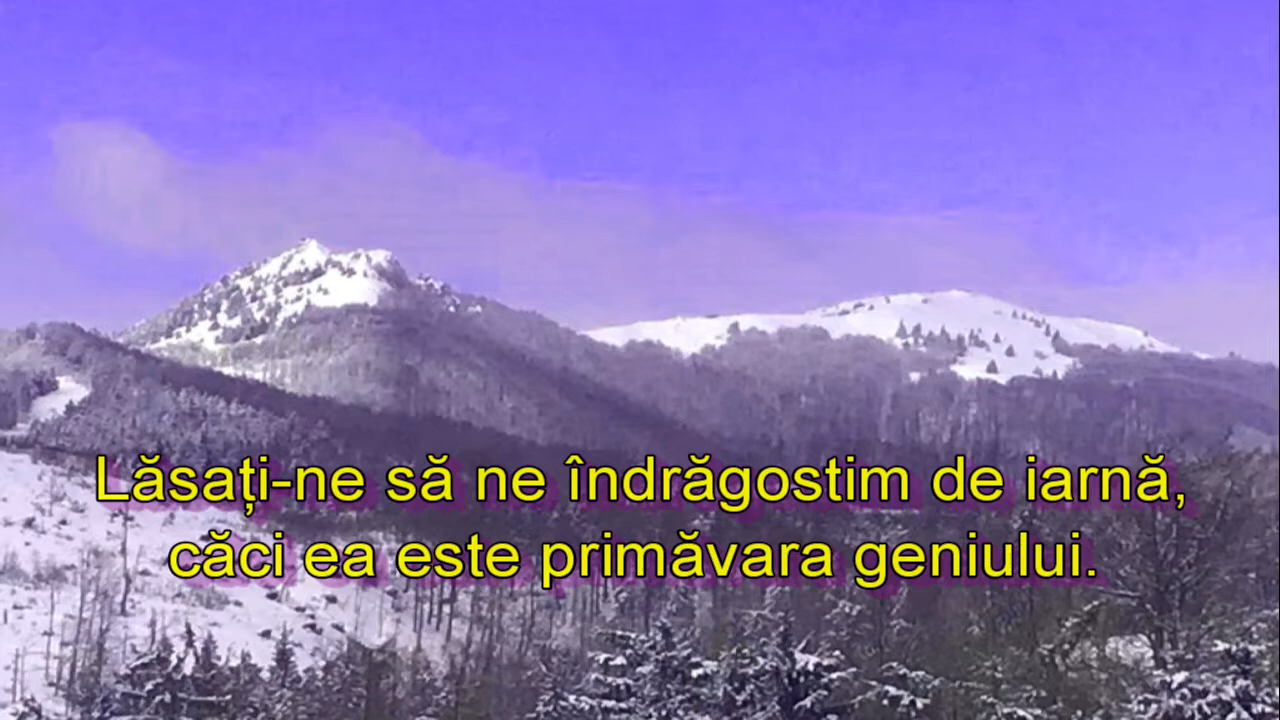 Lăsați-ne să ne îndrăgostim de iarnă,
căci ea este primăvara geniului.